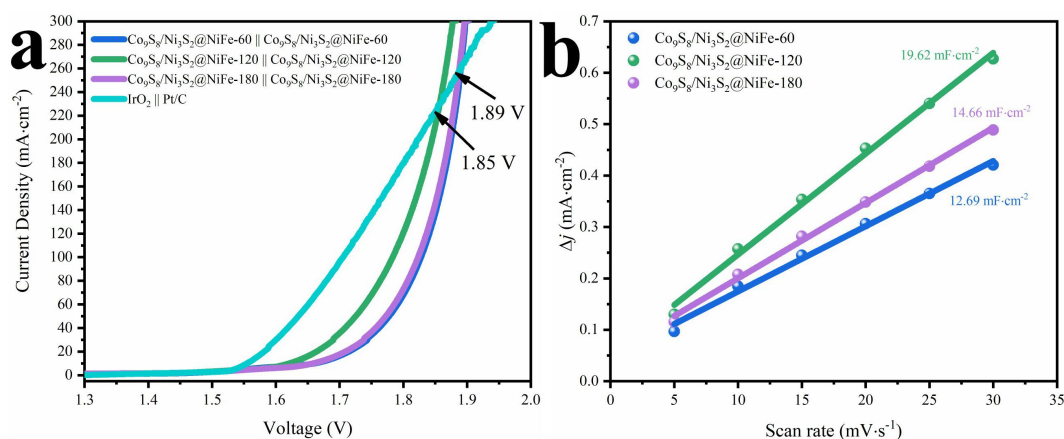 a
Current Density (mA·cm⁻²)
300
280
260
240
220
200
180
160
140
120
100
80
60
40
20
0
Co₉S₈/Ni₃S₂@NiFe-60 || Co₉S₈/Ni₃S₂@NiFe-60
Co₉S₈/Ni₃S₂@NiFe-120 || Co₉S₈/Ni₃S₂@NiFe-120
Co₉S₈/Ni₃S₂@NiFe-180 || Co₉S₈/Ni₃S₂@NiFe-180
IrO₂ || Pt/C
1.89 V
1.85 V
1.3 1.4 1.5 1.6 1.7 1.8 1.9 2.0
Voltage (V)
b
Δj (mA·cm⁻²)
0.7
0.6
0.5
0.4
0.3
0.2
0.1
0.0
Co₉S₈/Ni₃S₂@NiFe-60
Co₉S₈/Ni₃S₂@NiFe-120
Co₉S₈/Ni₃S₂@NiFe-180
19.62 mF·cm⁻²
14.66 mF·cm⁻²
12.69 mF·cm⁻²
0 5 10 15 20 25 30 35
Scan rate (mV·s⁻¹)